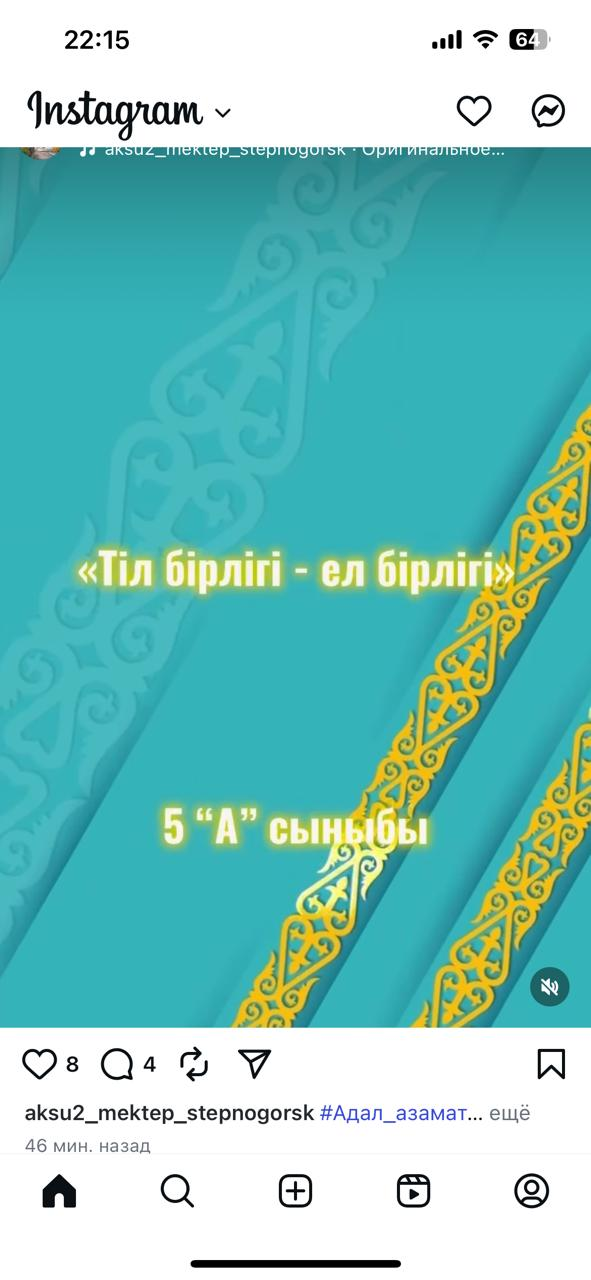 22:15
64
Instagram
aksu2_mektep_stepnogorsk · Оригинальное...
«Тіл бірлігі - ел бірлігі»
5 “А” сыныбы
8 4
aksu2_mektep_stepnogorsk #Адал_азамат... ещё
46 мин. назад